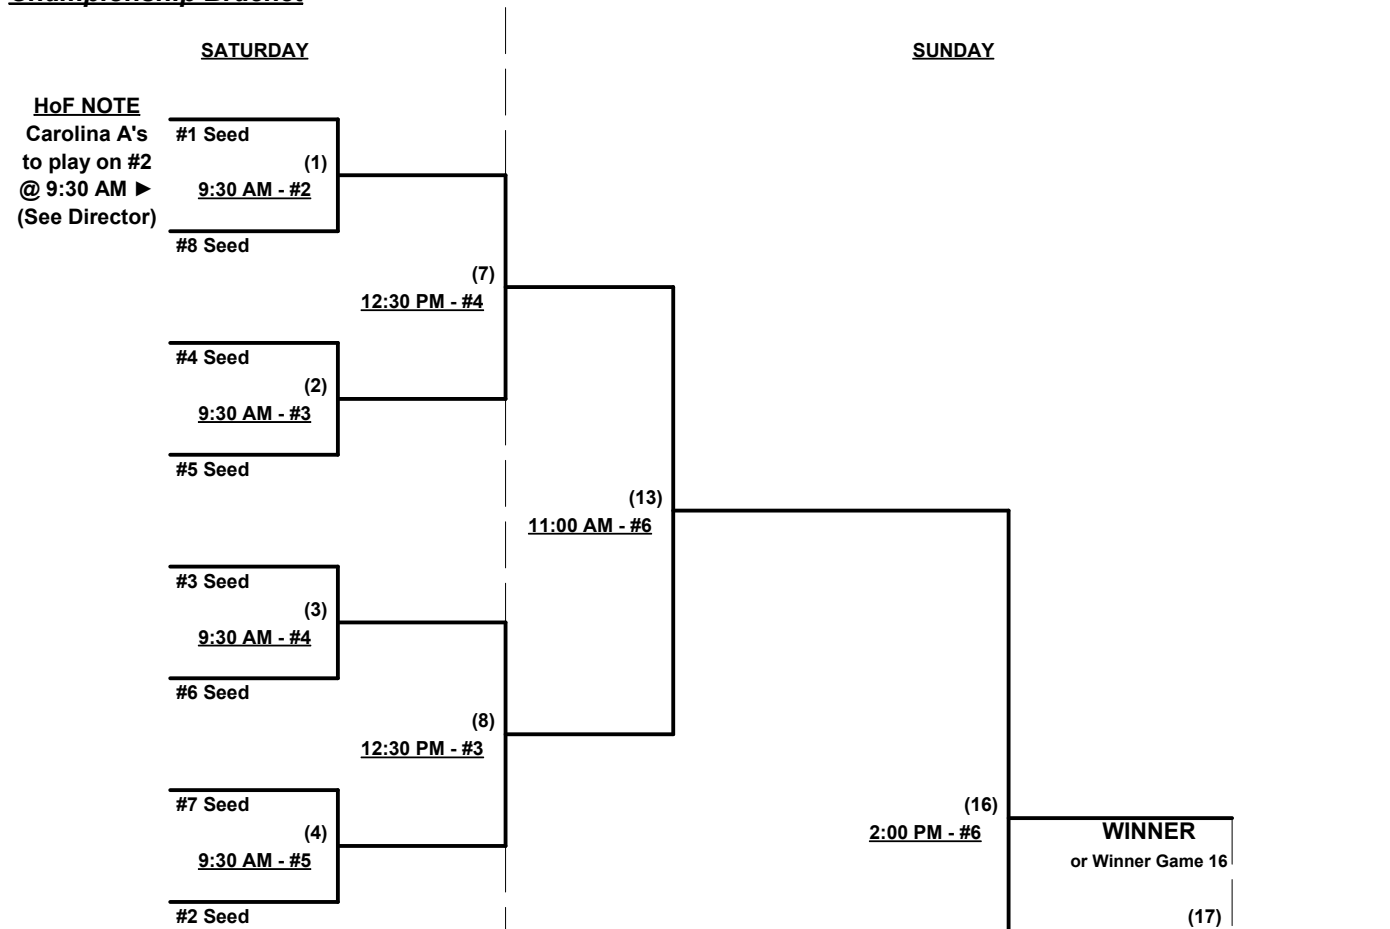 Championship Bracket
SATURDAY
SUNDAY
HoF NOTE
Carolina A's
to play on #2
@ 9:30 AM ►
(See Director)
#1 Seed
(1)
9:30 AM - #2
#8 Seed
(7)
12:30 PM - #4
#4 Seed
(2)
9:30 AM - #3
#5 Seed
(13)
11:00 AM - #6
#3 Seed
(3)
9:30 AM - #4
#6 Seed
(8)
12:30 PM - #3
#7 Seed
(4)
9:30 AM - #5
#2 Seed
(16)
2:00 PM - #6
WINNER
or Winner Game 16
(17)